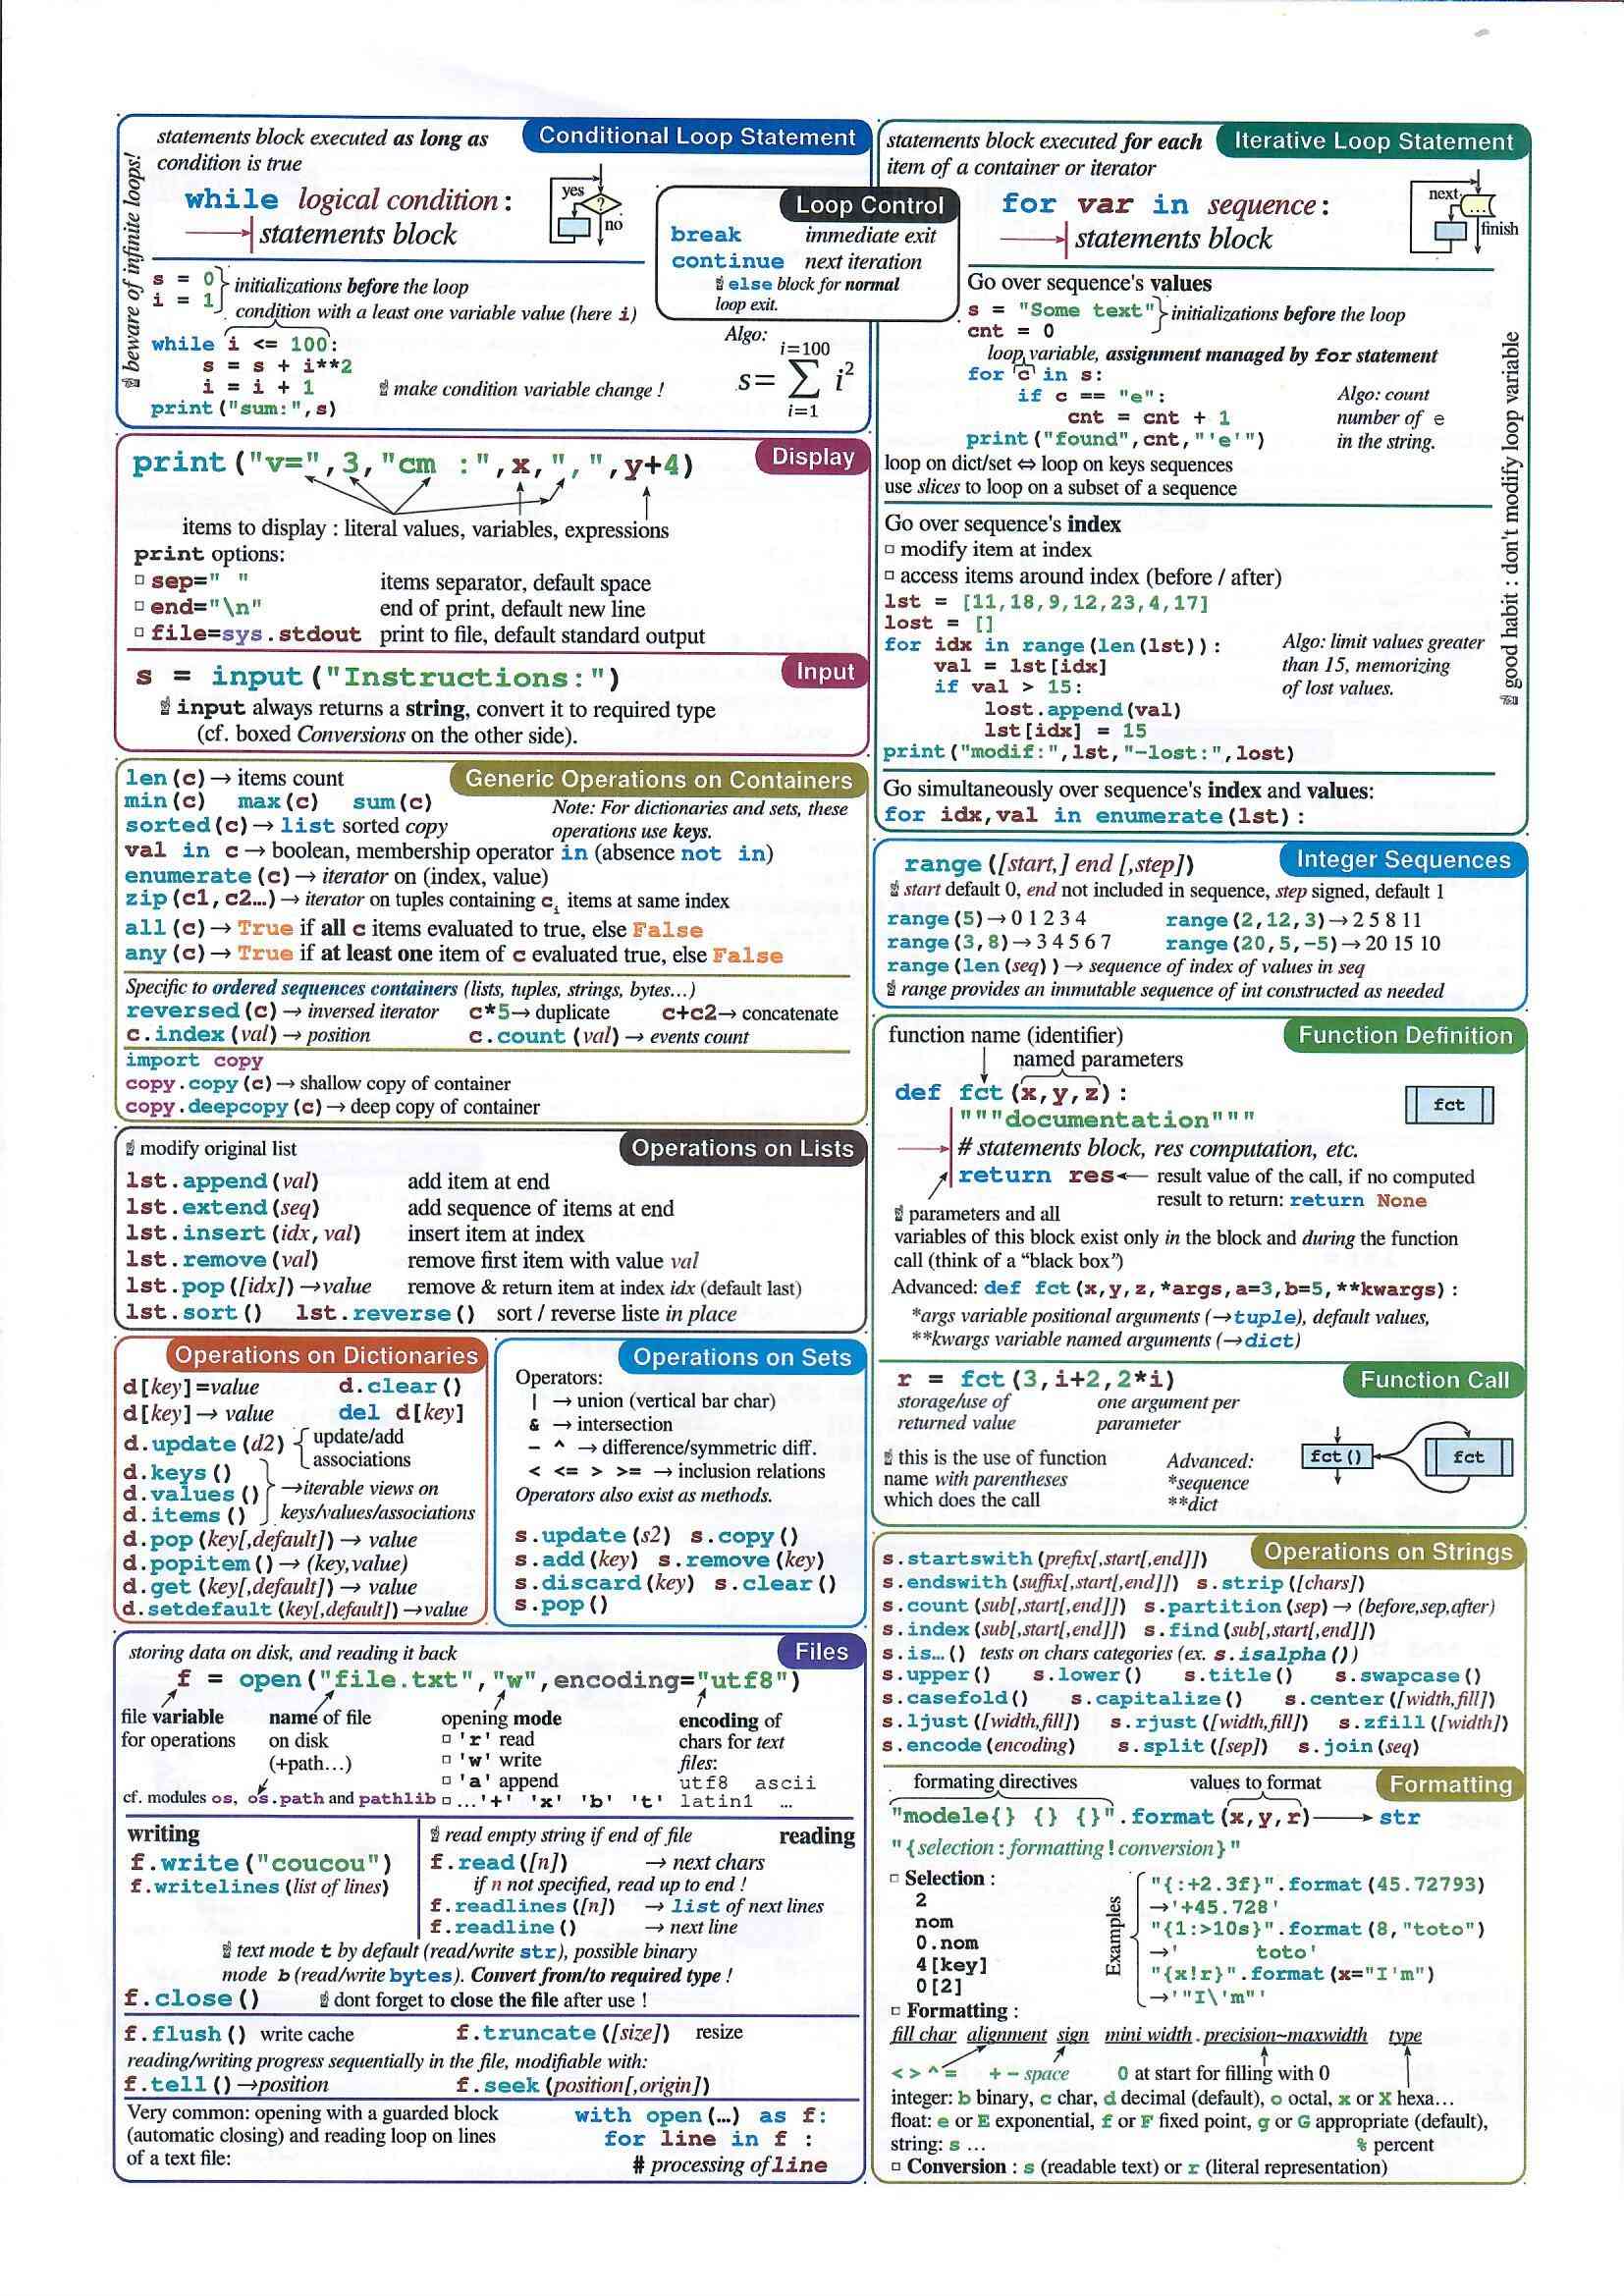 Conditional Loop Statement
statements block executed as long as
condition is true
while logical condition:
statements block
yes
?
no
beware of infinite loops!
s = 0
i = 1
initializations before the loop
condition with a least one variable value (here i)
while i <= 100:
s = s + i**2
i = i + 1
☝ make condition variable change !
print("sum:",s)
Algo:
i=100
s= ∑ i²
i=1
Loop Control
break immediate exit
continue next iteration
☝ else block for normal
loop exit.
Display
print("v=",3,"cm :",x,",",y+4)
items to display : literal values, variables, expressions
print options:
▫ sep=" " items separator, default space
▫ end="\n" end of print, default new line
▫ file=sys.stdout print to file, default standard output
Input
s = input("Instructions:")
☝ input always returns a string, convert it to required type
(cf. boxed Conversions on the other side).
Generic Operations on Containers
len(c)→ items count
min(c) max(c) sum(c)
sorted(c)→ list sorted copy
Note: For dictionaries and sets, these
operations use keys.
val in c→ boolean, membership operator in (absence not in)
enumerate(c)→ iterator on (index, value)
zip(c1,c2…)→ iterator on tuples containing cᵢ items at same index
all(c)→ True if all c items evaluated to true, else False
any(c)→ True if at least one item of c evaluated true, else False
Specific to ordered sequences containers (lists, tuples, strings, bytes…)
reversed(c)→ inversed iterator c*5→ duplicate c+c2→ concatenate
c.index(val)→ position c.count(val)→ events count
import copy
copy.copy(c)→ shallow copy of container
copy.deepcopy(c)→ deep copy of container
Operations on Lists
☝ modify original list
lst.append(val) add item at end
lst.extend(seq) add sequence of items at end
lst.insert(idx,val) insert item at index
lst.remove(val) remove first item with value val
lst.pop([idx])→value remove & return item at index idx (default last)
lst.sort() lst.reverse() sort / reverse liste in place
Operations on Dictionaries
d[key]=value d.clear()
d[key]→ value del d[key]
d.update(d2) update/add
associations
d.keys()
d.values() →iterable views on
d.items() keys/values/associations
d.pop(key[,default])→ value
d.popitem()→ (key,value)
d.get(key[,default])→ value
d.setdefault(key[,default])→value
Operations on Sets
Operators:
| → union (vertical bar char)
& → intersection
- ^ → difference/symmetric diff.
< <= > >= → inclusion relations
Operators also exist as methods.
s.update(s2) s.copy()
s.add(key) s.remove(key)
s.discard(key) s.clear()
s.pop()
Files
storing data on disk, and reading it back
f = open("file.txt","w",encoding="utf8")
file variable
for operations
name of file
on disk
(+path…)
opening mode
▫ 'r' read
▫ 'w' write
▫ 'a' append
▫ …'+' 'x' 'b' 't'
encoding of
chars for text
files:
utf8 ascii
latin1 …
cf. modules os, os.path and pathlib
writing
f.write("coucou")
f.writelines(list of lines)
☝ read empty string if end of file reading
f.read([n]) → next chars
if n not specified, read up to end !
f.readlines([n]) → list of next lines
f.readline() → next line
☝ text mode t by default (read/write str), possible binary
mode b (read/write bytes). Convert from/to required type !
f.close() ☝ dont forget to close the file after use !
f.flush() write cache f.truncate([size]) resize
reading/writing progress sequentially in the file, modifiable with:
f.tell()→position f.seek(position[,origin])
Very common: opening with a guarded block
(automatic closing) and reading loop on lines
of a text file:
with open(…) as f:
for line in f :
# processing of line
Iterative Loop Statement
statements block executed for each
item of a container or iterator
for var in sequence:
statements block
next
…
finish
Go over sequence's values
s = "Some text"
cnt = 0
initializations before the loop
loop variable, assignment managed by for statement
for c in s:
if c == "e":
cnt = cnt + 1
print("found",cnt,"'e'")
Algo: count
number of e
in the string.
loop on dict/set ⇔ loop on keys sequences
use slices to loop on a subset of a sequence
Go over sequence's index
▫ modify item at index
▫ access items around index (before / after)
lst = [11,18,9,12,23,4,17]
lost = []
for idx in range(len(lst)):
val = lst[idx]
if val > 15:
lost.append(val)
lst[idx] = 15
print("modif:",lst,"-lost:",lost)
Algo: limit values greater
than 15, memorizing
of lost values.
good habit : don't modify loop variable
Go simultaneously over sequence's index and values:
for idx,val in enumerate(lst):
Integer Sequences
range([start,] end [,step])
☝ start default 0, end not included in sequence, step signed, default 1
range(5)→ 0 1 2 3 4 range(2,12,3)→ 2 5 8 11
range(3,8)→ 3 4 5 6 7 range(20,5,-5)→ 20 15 10
range(len(seq))→ sequence of index of values in seq
☝ range provides an immutable sequence of int constructed as needed
Function Definition
function name (identifier)
named parameters
def fct(x,y,z):
"""documentation"""
# statements block, res computation, etc.
return res← result value of the call, if no computed
result to return: return None
fct
☝ parameters and all
variables of this block exist only in the block and during the function
call (think of a “black box”)
Advanced: def fct(x,y,z,*args,a=3,b=5,**kwargs):
*args variable positional arguments (→tuple), default values,
**kwargs variable named arguments (→dict)
Function Call
r = fct(3,i+2,2*i)
storage/use of
returned value
one argument per
parameter
☝ this is the use of function
name with parentheses
which does the call
Advanced:
*sequence
**dict
fct()
fct
Operations on Strings
s.startswith(prefix[,start[,end]])
s.endswith(suffix[,start[,end]]) s.strip([chars])
s.count(sub[,start[,end]]) s.partition(sep)→ (before,sep,after)
s.index(sub[,start[,end]]) s.find(sub[,start[,end]])
s.is…() tests on chars categories (ex. s.isalpha())
s.upper() s.lower() s.title() s.swapcase()
s.casefold() s.capitalize() s.center([width,fill])
s.ljust([width,fill]) s.rjust([width,fill]) s.zfill([width])
s.encode(encoding) s.split([sep]) s.join(seq)
Formatting
formating directives values to format
"modele{} {} {}".format(x,y,r)→ str
"{selection:formatting!conversion}"
▫ Selection :
2
nom
0.nom
4[key]
0[2]
Examples
"{:+2.3f}".format(45.72793)
→'+45.728'
"{1:>10s}".format(8,"toto")
→'      toto'
"{x!r}".format(x="I'm")
→'"I\'m"'
▫ Formatting :
fill char alignment sign mini width.precision~maxwidth type
< > ^ = + - space 0 at start for filling with 0
integer: b binary, c char, d decimal (default), o octal, x or X hexa…
float: e or E exponential, f or F fixed point, g or G appropriate (default),
string: s … % percent
▫ Conversion : s (readable text) or r (literal representation)